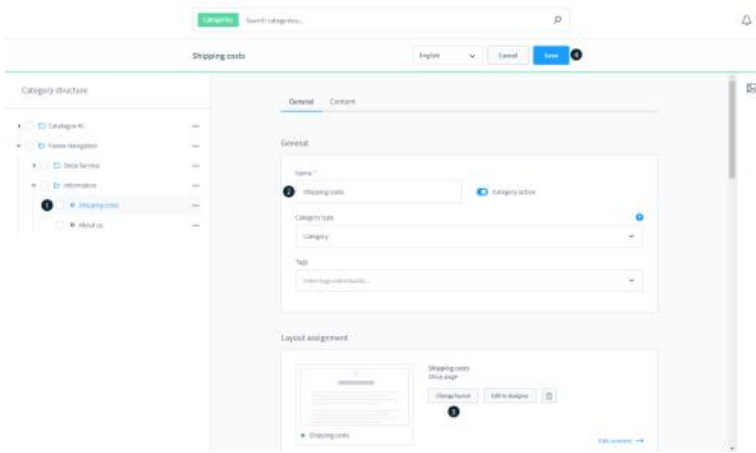 Categories Search categories...
Shipping costs English Cancel Save 4
Category structure
General Content
Catalogue #1
Footer Navigation
Shop Service
Information
1 Shipping costs
About us
General
Name *
2 Shipping costs Category active
Category type
Category
Tags
Enter tags individually...
Layout assignment
Shipping costs
Shop page
Change layout Edit in designer
3
Shipping costs
Edit content